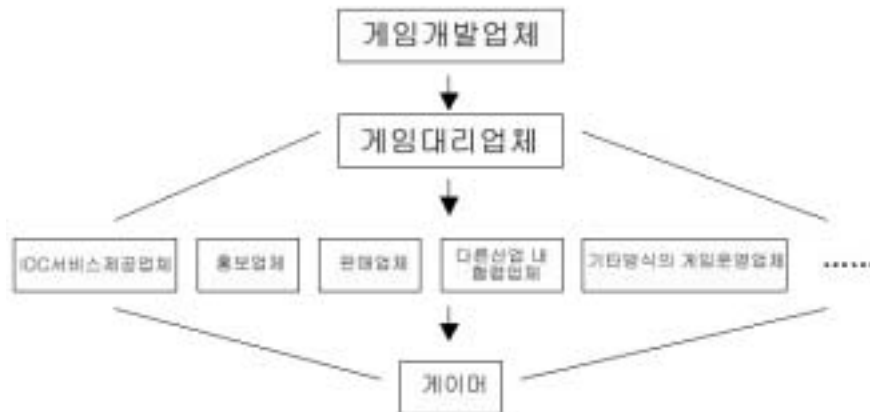 게임개발업체
게임대리업체
IDC서비스제공업체
홍보업체
판매업체
다른산업 내
협력업체
기타방식의 게임운영업체
......
게이머